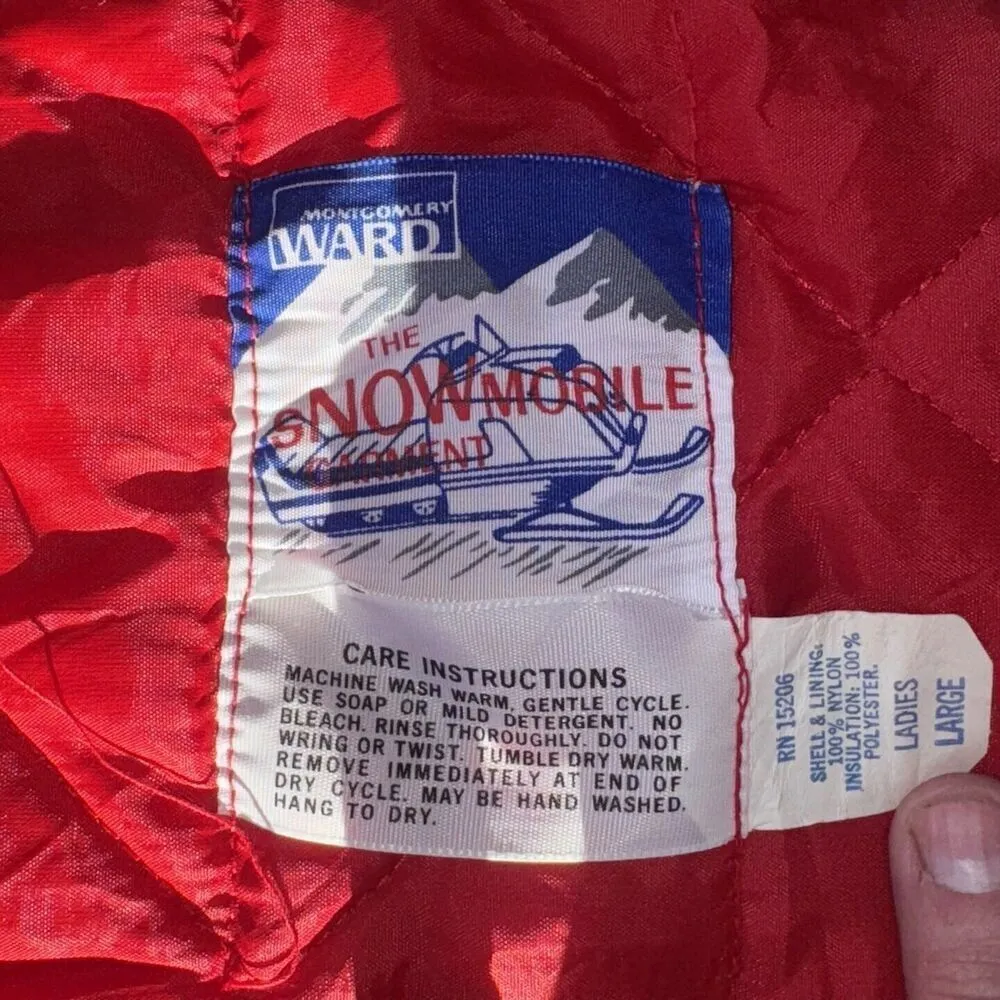 MONTGOMERY
WARD
THE
SNOWMOBILE
GARMENT
CARE INSTRUCTIONS
MACHINE WASH WARM, GENTLE CYCLE.
USE SOAP OR MILD DETERGENT. NO
BLEACH. RINSE THOROUGHLY. DO NOT
WRING OR TWIST. TUMBLE DRY WARM.
REMOVE IMMEDIATELY AT END OF
DRY CYCLE. MAY BE HAND WASHED.
HANG TO DRY.
RN 15206
SHELL & LINING:
100% NYLON
INSULATION: 100%
POLYESTER.
LADIES
LARGE